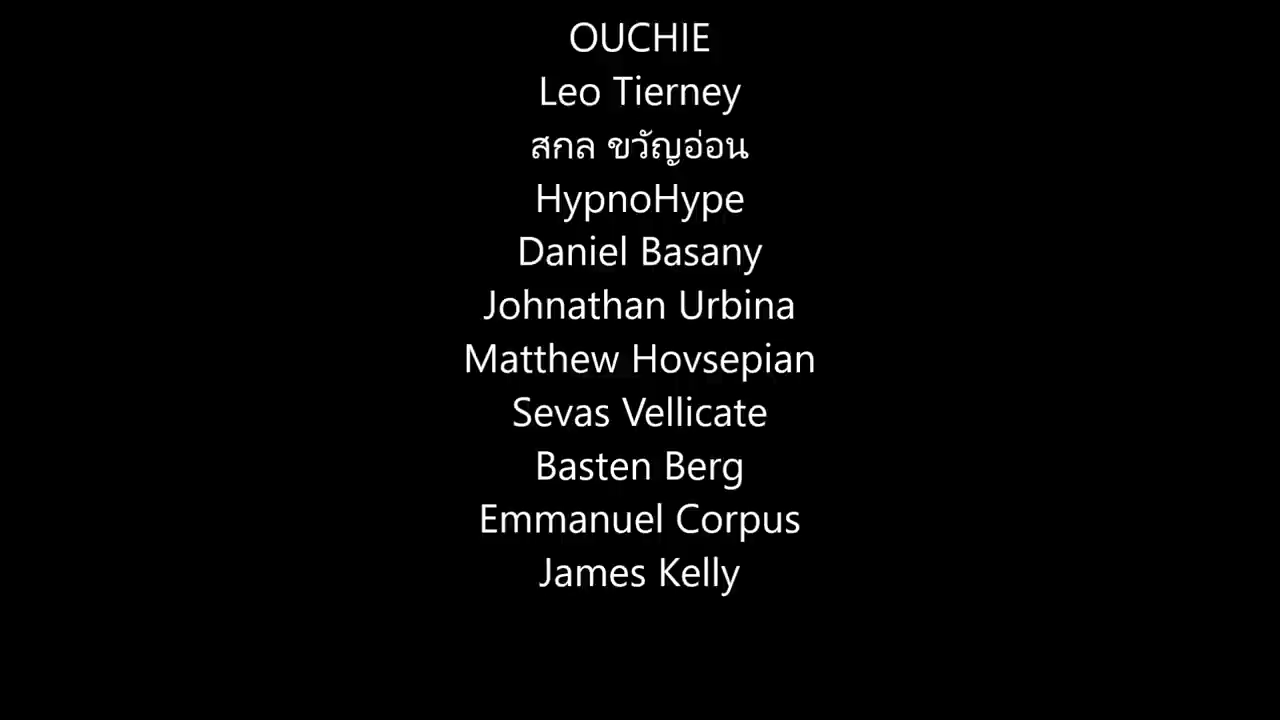 OUCHIE
Leo Tierney
สกล ขวัญอ่อน
HypnoHype
Daniel Basany
Johnathan Urbina
Matthew Hovsepian
Sevas Vellicate
Basten Berg
Emmanuel Corpus
James Kelly